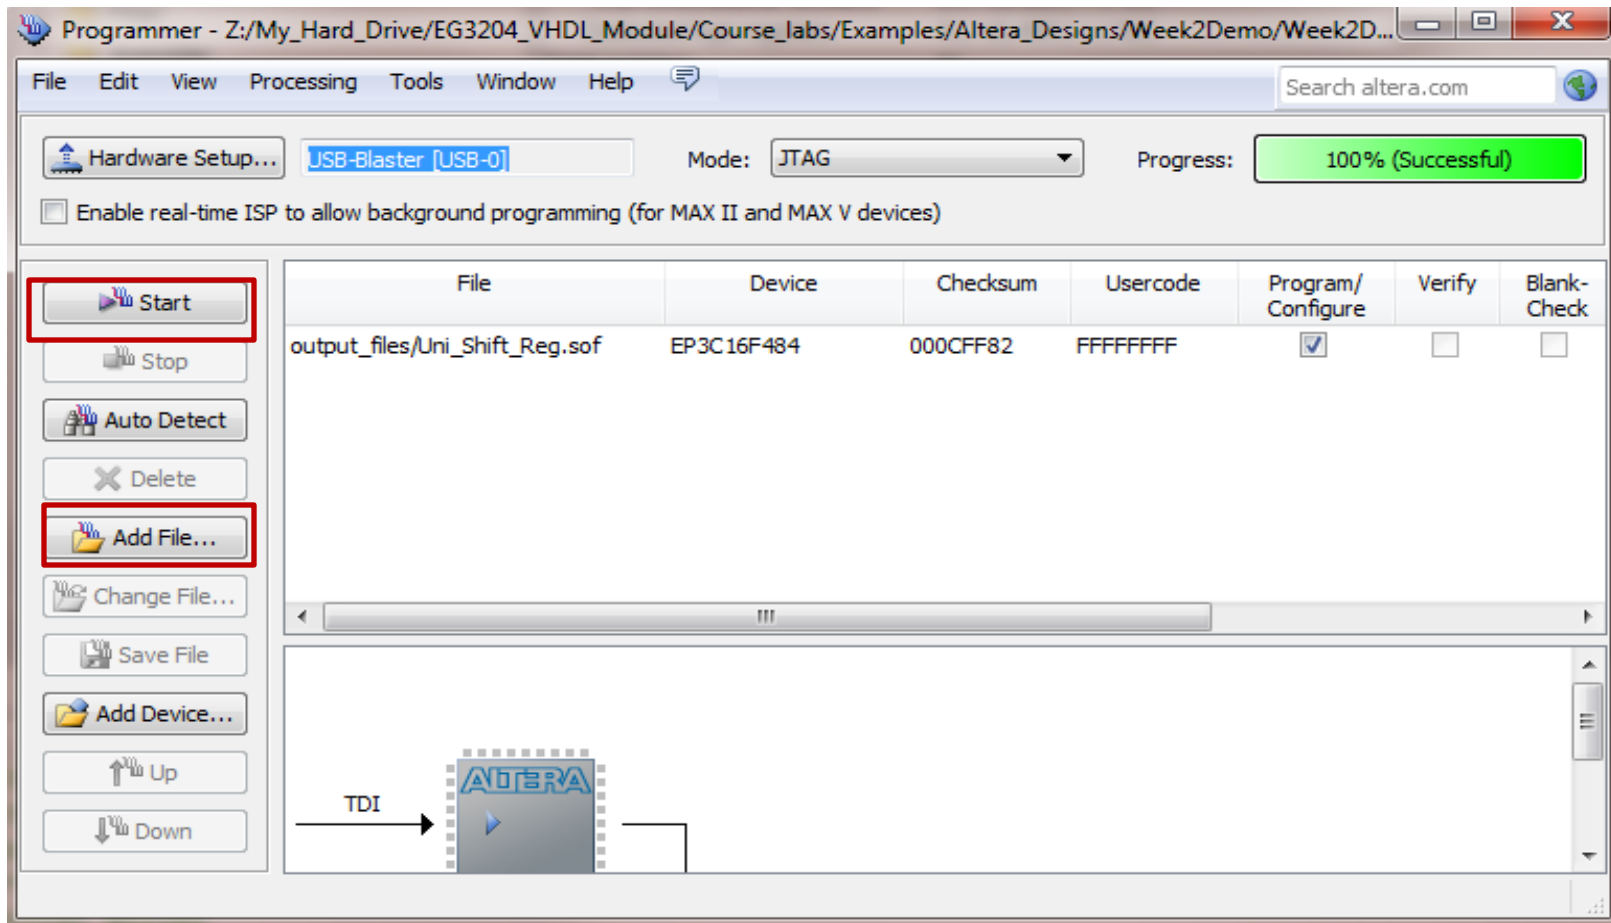 Programmer - Z:/My_Hard_Drive/EG3204_VHDL_Module/Course_labs/Examples/Altera_Designs/Week2Demo/Week2D...
File Edit View Processing Tools Window Help Search altera.com
Hardware Setup... USB-Blaster [USB-0] Mode: JTAG Progress: 100% (Successful)
Enable real-time ISP to allow background programming (for MAX II and MAX V devices)
Start
Stop
Auto Detect
Delete
Add File...
Change File...
Save File
Add Device...
Up
Down
File Device Checksum Usercode Program/ Verify Blank-
Configure Check
output_files/Uni_Shift_Reg.sof EP3C16F484 000CFF82 FFFFFFFF
ALTERA
TDI